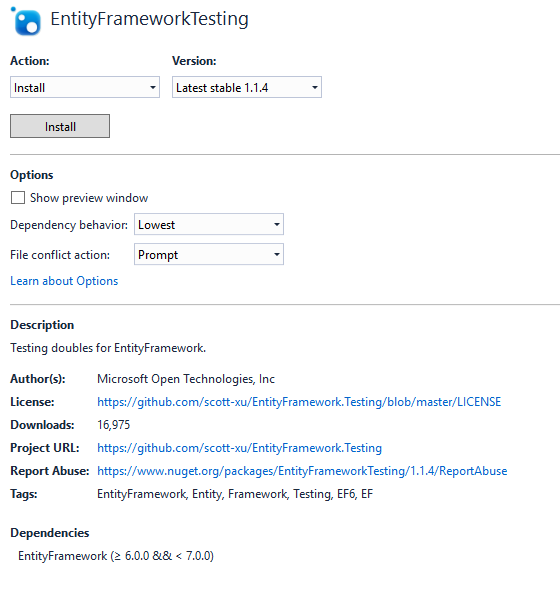 EntityFrameworkTesting
Action: Version:
Install Latest stable 1.1.4
Install
Options
Show preview window
Dependency behavior: Lowest
File conflict action: Prompt
Learn about Options
Description
Testing doubles for EntityFramework.
Author(s): Microsoft Open Technologies, Inc
License: https://github.com/scott-xu/EntityFramework.Testing/blob/master/LICENSE
Downloads: 16,975
Project URL: https://github.com/scott-xu/EntityFramework.Testing
Report Abuse: https://www.nuget.org/packages/EntityFrameworkTesting/1.1.4/ReportAbuse
Tags: EntityFramework, Entity, Framework, Testing, EF6, EF
Dependencies
EntityFramework (≥ 6.0.0 && < 7.0.0)